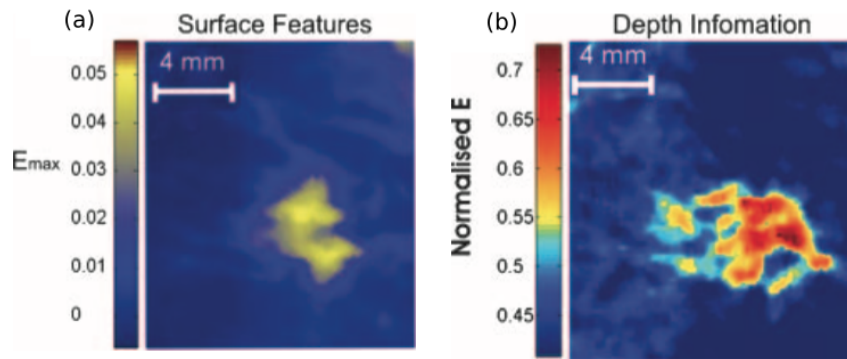 (a)
Surface Features
4 mm
Emax
0.05
0.04
0.03
0.02
0.01
0
(b)
Depth Infomation
4 mm
Normalised E
0.7
0.65
0.6
0.55
0.5
0.45